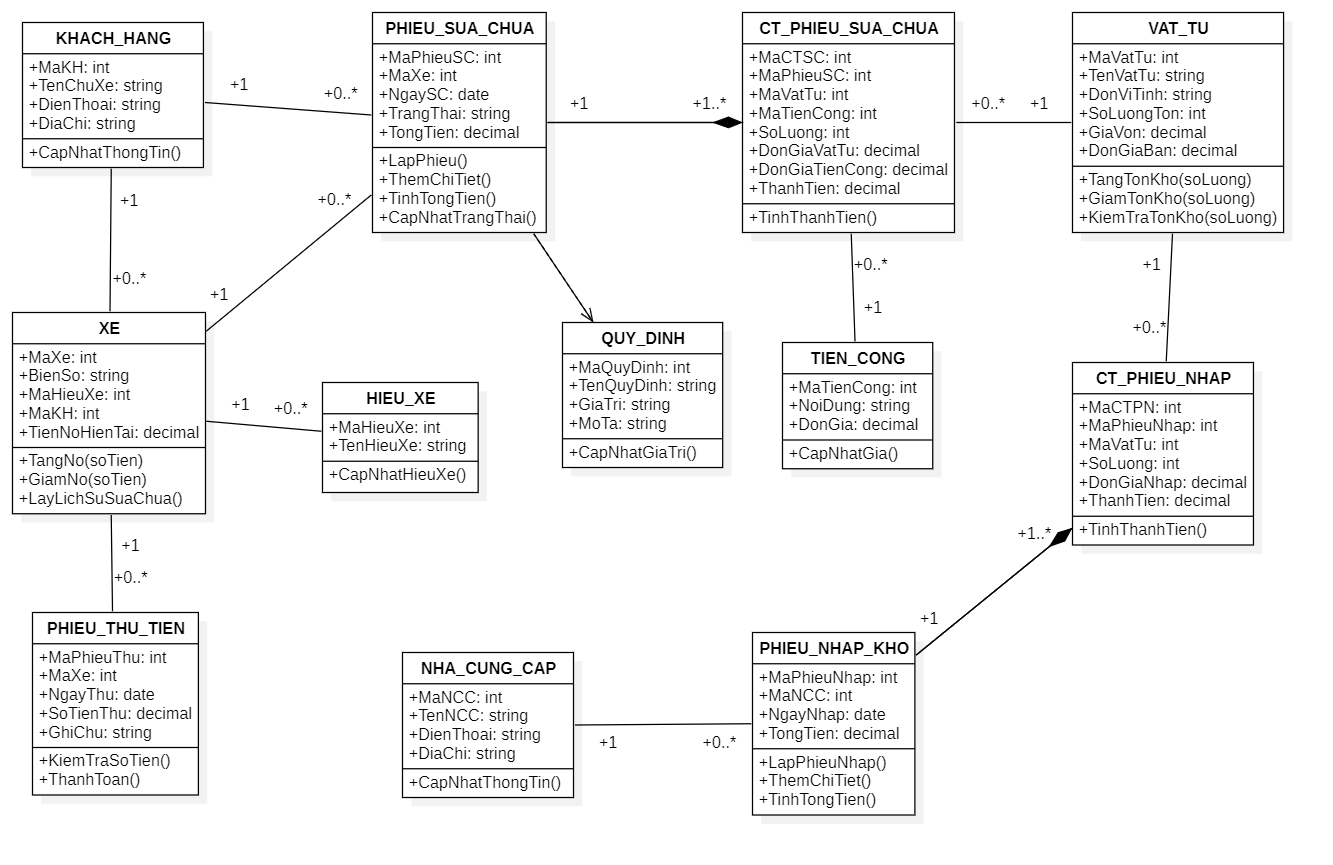 KHACH_HANG
+MaKH: int
+TenChuXe: string
+DienThoai: string
+DiaChi: string
+CapNhatThongTin()
+1
+0..*
PHIEU_SUA_CHUA
+MaPhieuSC: int
+MaXe: int
+NgaySC: date
+TrangThai: string
+TongTien: decimal
+LapPhieu()
+ThemChiTiet()
+TinhTongTien()
+CapNhatTrangThai()
+1
+1..*
CT_PHIEU_SUA_CHUA
+MaCTSC: int
+MaPhieuSC: int
+MaVatTu: int
+MaTienCong: int
+SoLuong: int
+DonGiaVatTu: decimal
+DonGiaTienCong: decimal
+ThanhTien: decimal
+TinhThanhTien()
+0..*
+1
VAT_TU
+MaVatTu: int
+TenVatTu: string
+DonViTinh: string
+SoLuongTon: int
+GiaVon: decimal
+DonGiaBan: decimal
+TangTonKho(soLuong)
+GiamTonKho(soLuong)
+KiemTraTonKho(soLuong)
+1
+0..*
+0..*
+1
+0..*
+1
+1
+0..*
XE
+MaXe: int
+BienSo: string
+MaHieuXe: int
+MaKH: int
+TienNoHienTai: decimal
+TangNo(soTien)
+GiamNo(soTien)
+LayLichSuSuaChua()
+1
+0..*
HIEU_XE
+MaHieuXe: int
+TenHieuXe: string
+CapNhatHieuXe()
QUY_DINH
+MaQuyDinh: int
+TenQuyDinh: string
+GiaTri: string
+MoTa: string
+CapNhatGiaTri()
TIEN_CONG
+MaTienCong: int
+NoiDung: string
+DonGia: decimal
+CapNhatGia()
CT_PHIEU_NHAP
+MaCTPN: int
+MaPhieuNhap: int
+MaVatTu: int
+SoLuong: int
+DonGiaNhap: decimal
+ThanhTien: decimal
+TinhThanhTien()
+1..*
+1
+1
+0..*
PHIEU_THU_TIEN
+MaPhieuThu: int
+MaXe: int
+NgayThu: date
+SoTienThu: decimal
+GhiChu: string
+KiemTraSoTien()
+ThanhToan()
NHA_CUNG_CAP
+MaNCC: int
+TenNCC: string
+DienThoai: string
+DiaChi: string
+CapNhatThongTin()
+1
+0..*
PHIEU_NHAP_KHO
+MaPhieuNhap: int
+MaNCC: int
+NgayNhap: date
+TongTien: decimal
+LapPhieuNhap()
+ThemChiTiet()
+TinhTongTien()